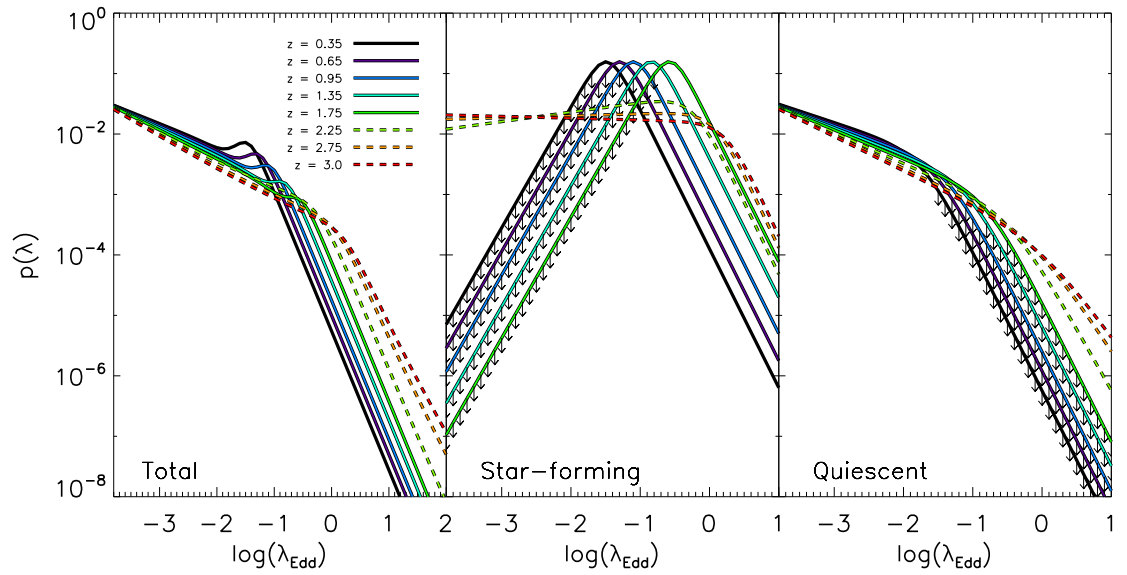 10⁰
10⁻²
10⁻⁴
10⁻⁶
10⁻⁸
p(λ)
z = 0.35
z = 0.65
z = 0.95
z = 1.35
z = 1.75
z = 2.25
z = 2.75
z = 3.0
Total
Star-forming
Quiescent
-3 -2 -1 0 1 2 -3 -2 -1 0 1 -3 -2 -1 0 1
log(λEdd) log(λEdd) log(λEdd)